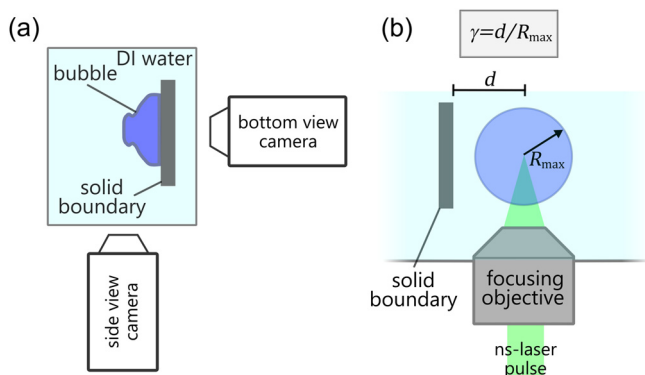 (a)
DI water
bubble
solid
boundary
bottom view
camera
side view
camera
(b)
γ=d/Rmax
d
Rmax
solid
boundary
focusing
objective
ns-laser
pulse